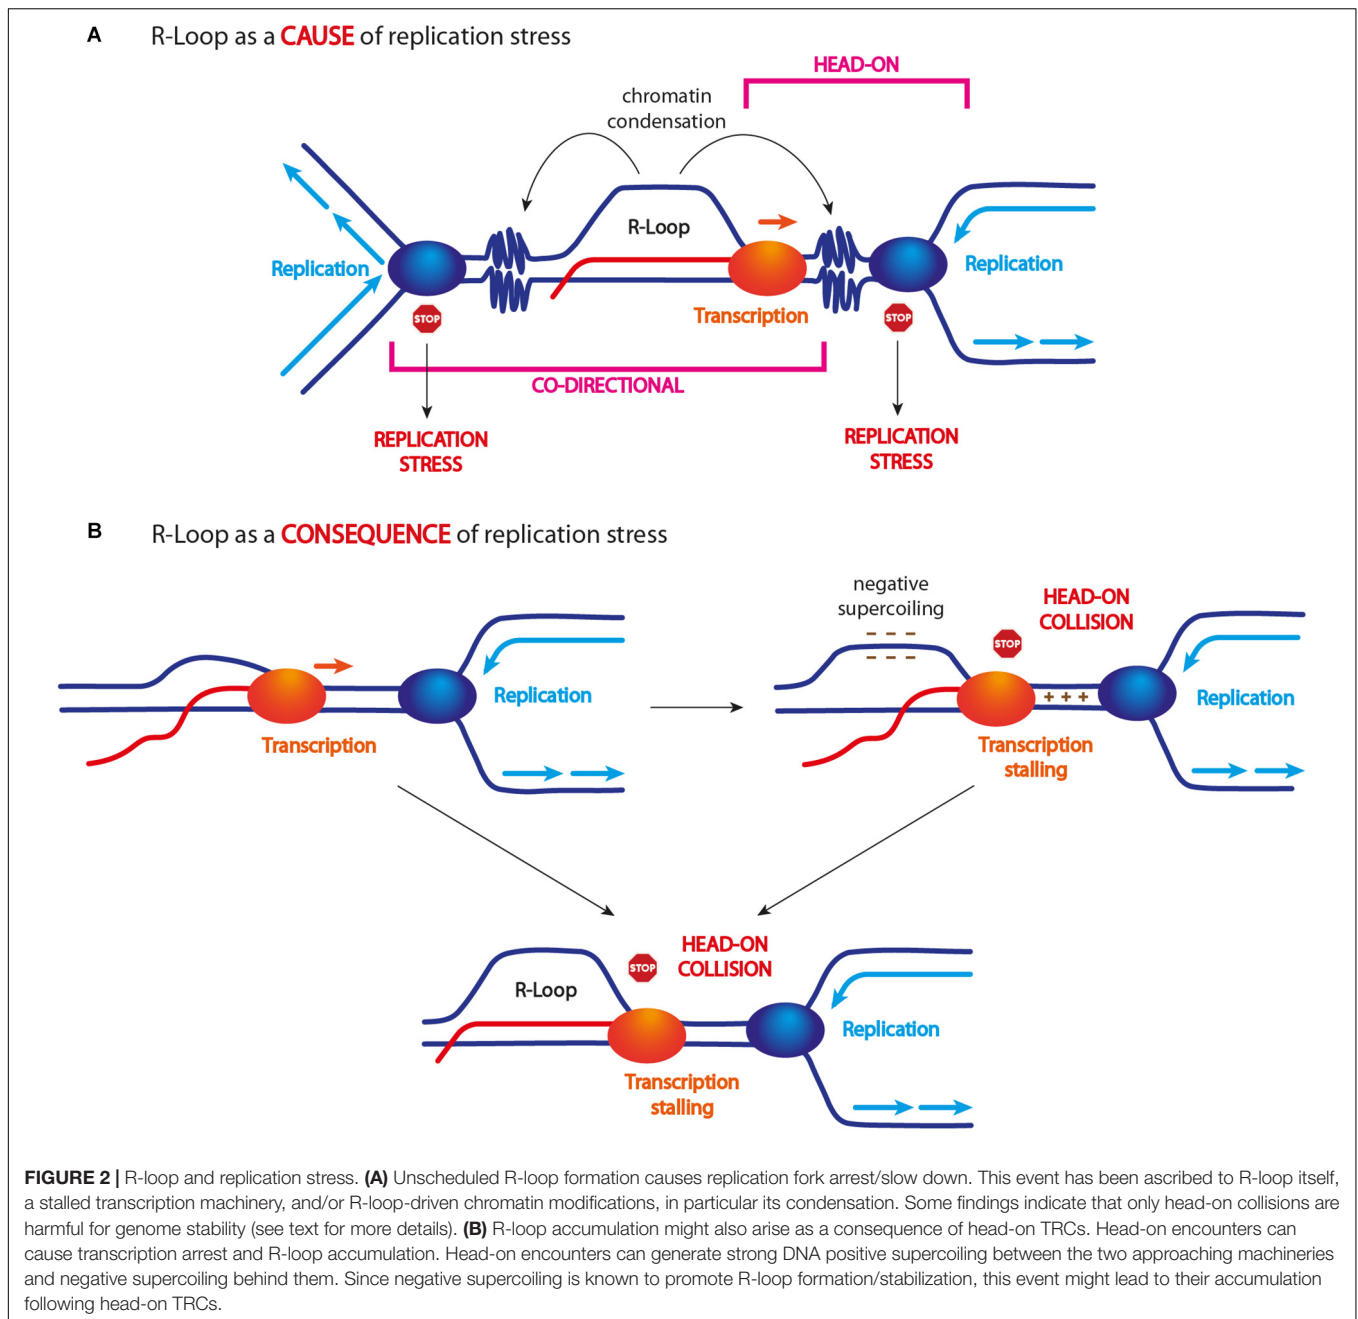 A R-Loop as a CAUSE of replication stress
HEAD-ON
chromatin
condensation
R-Loop
Replication
Replication
Transcription
STOP
STOP
CO-DIRECTIONAL
REPLICATION
STRESS
REPLICATION
STRESS
B R-Loop as a CONSEQUENCE of replication stress
negative
supercoiling
– – –
– – –
HEAD-ON
COLLISION
STOP
+ + +
Replication
Replication
Transcription
Transcription
stalling
HEAD-ON
COLLISION
STOP
R-Loop
Replication
Transcription
stalling
FIGURE 2 | R-loop and replication stress. (A) Unscheduled R-loop formation causes replication fork arrest/slow down. This event has been ascribed to R-loop itself,
a stalled transcription machinery, and/or R-loop-driven chromatin modifications, in particular its condensation. Some findings indicate that only head-on collisions are
harmful for genome stability (see text for more details). (B) R-loop accumulation might also arise as a consequence of head-on TRCs. Head-on encounters can
cause transcription arrest and R-loop accumulation. Head-on encounters can generate strong DNA positive supercoiling between the two approaching machineries
and negative supercoiling behind them. Since negative supercoiling is known to promote R-loop formation/stabilization, this event might lead to their accumulation
following head-on TRCs.